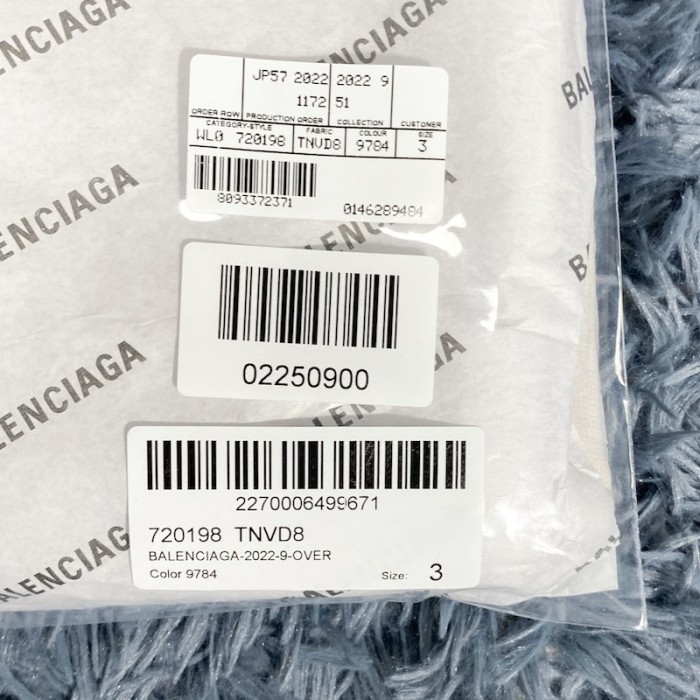 BALENCIAGA
BALENCIAGA
JP57 2022 2022 9
1172 51
ORDER ROW PRODUCTION ORDER COLLECTION CUSTOMER
CATEGORY-STYLE FABRIC COLOUR SIZE
WL0 720198 TNVD8 9784 3
8093372371
0146289484
BALENCIAGA
BALENCIAGA
02250900
BALENCIAGA
2270006499671
720198 TNVD8
BALENCIAGA-2022-9-OVER
Color 9784
Size: 3
BALENCIAGA